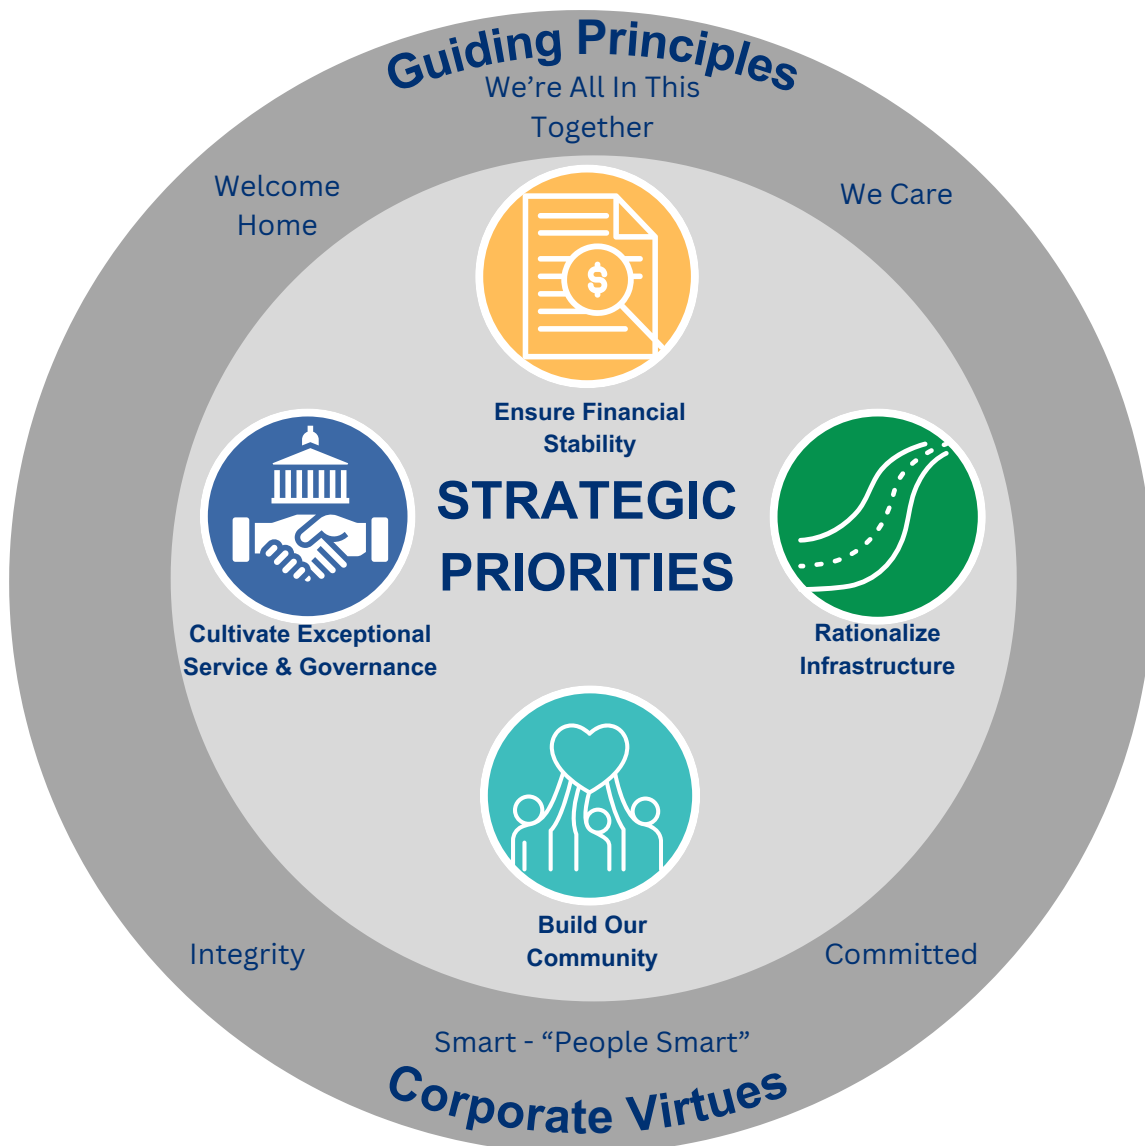 Guiding Principles
We’re All In This
Together
Welcome
Home
We Care
$
Ensure Financial
Stability
STRATEGIC
PRIORITIES
Cultivate Exceptional
Service & Governance
Rationalize
Infrastructure
Build Our
Community
Integrity
Committed
Smart - “People Smart”
Corporate Virtues